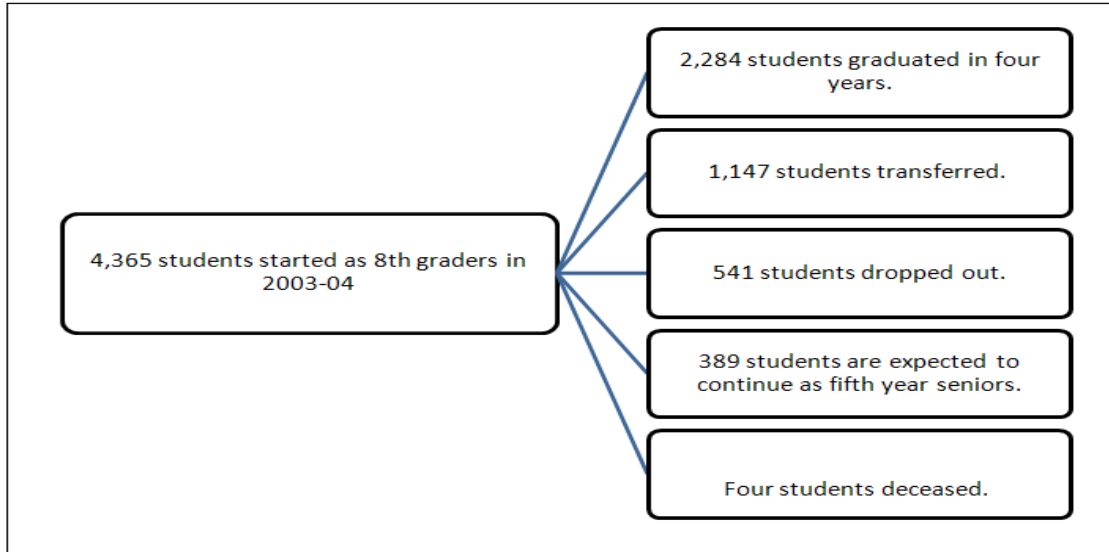 4,365 students started as 8th graders in
2003-04
2,284 students graduated in four
years.
1,147 students transferred.
541 students dropped out.
389 students are expected to
continue as fifth year seniors.
Four students deceased.